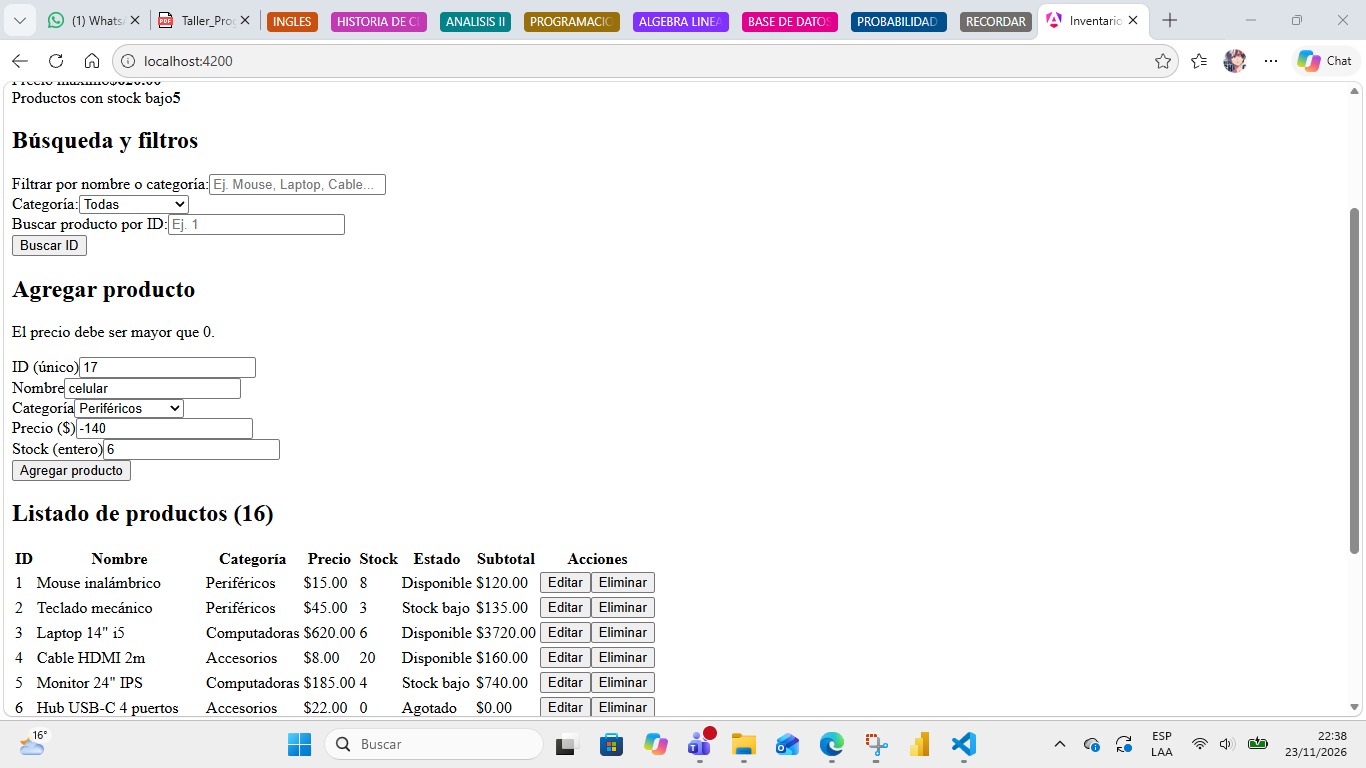 (1) Whats
Taller_Pro
INGLES
HISTORIA DE C
ANALISIS II
PROGRAMACIO
ALGEBRA LINEA
BASE DE DATOS
PROBABILIDAD
RECORDAR
Inventario
localhost:4200
Chat
Precio máximo$620.00
Productos con stock bajo5
Búsqueda y filtros
Filtrar por nombre o categoría: Ej. Mouse, Laptop, Cable...
Categoría: Todas
Buscar producto por ID: Ej. 1
Buscar ID
Agregar producto
El precio debe ser mayor que 0.
ID (único) 17
Nombre celular
Categoría Periféricos
Precio ($) -140
Stock (entero) 6
Agregar producto
Listado de productos (16)
ID Nombre Categoría Precio Stock Estado Subtotal Acciones
1 Mouse inalámbrico Periféricos $15.00 8 Disponible $120.00 Editar Eliminar
2 Teclado mecánico Periféricos $45.00 3 Stock bajo $135.00 Editar Eliminar
3 Laptop 14" i5 Computadoras $620.00 6 Disponible $3720.00 Editar Eliminar
4 Cable HDMI 2m Accesorios $8.00 20 Disponible $160.00 Editar Eliminar
5 Monitor 24" IPS Computadoras $185.00 4 Stock bajo $740.00 Editar Eliminar
6 Hub USB-C 4 puertos Accesorios $22.00 0 Agotado $0.00 Editar Eliminar
16°
Buscar
ESP
LAA
22:38
23/11/2026